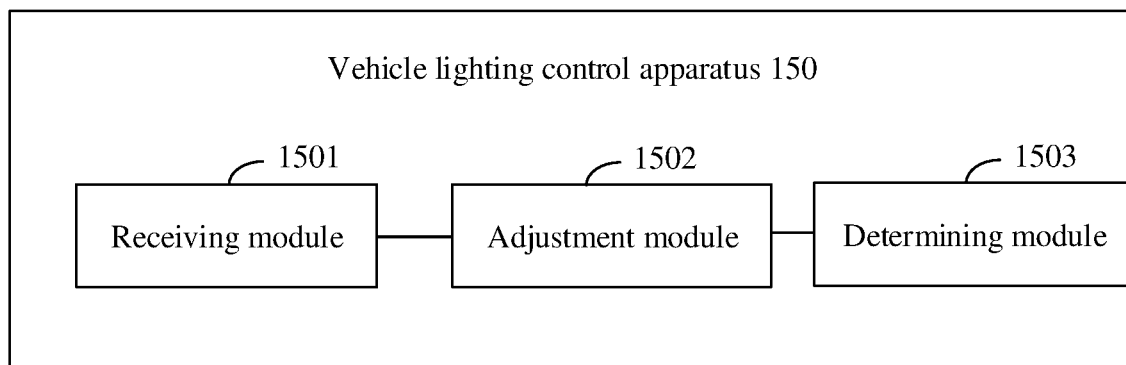 Vehicle lighting control apparatus 150
1501
1502
1503
Receiving module
Adjustment module
Determining module